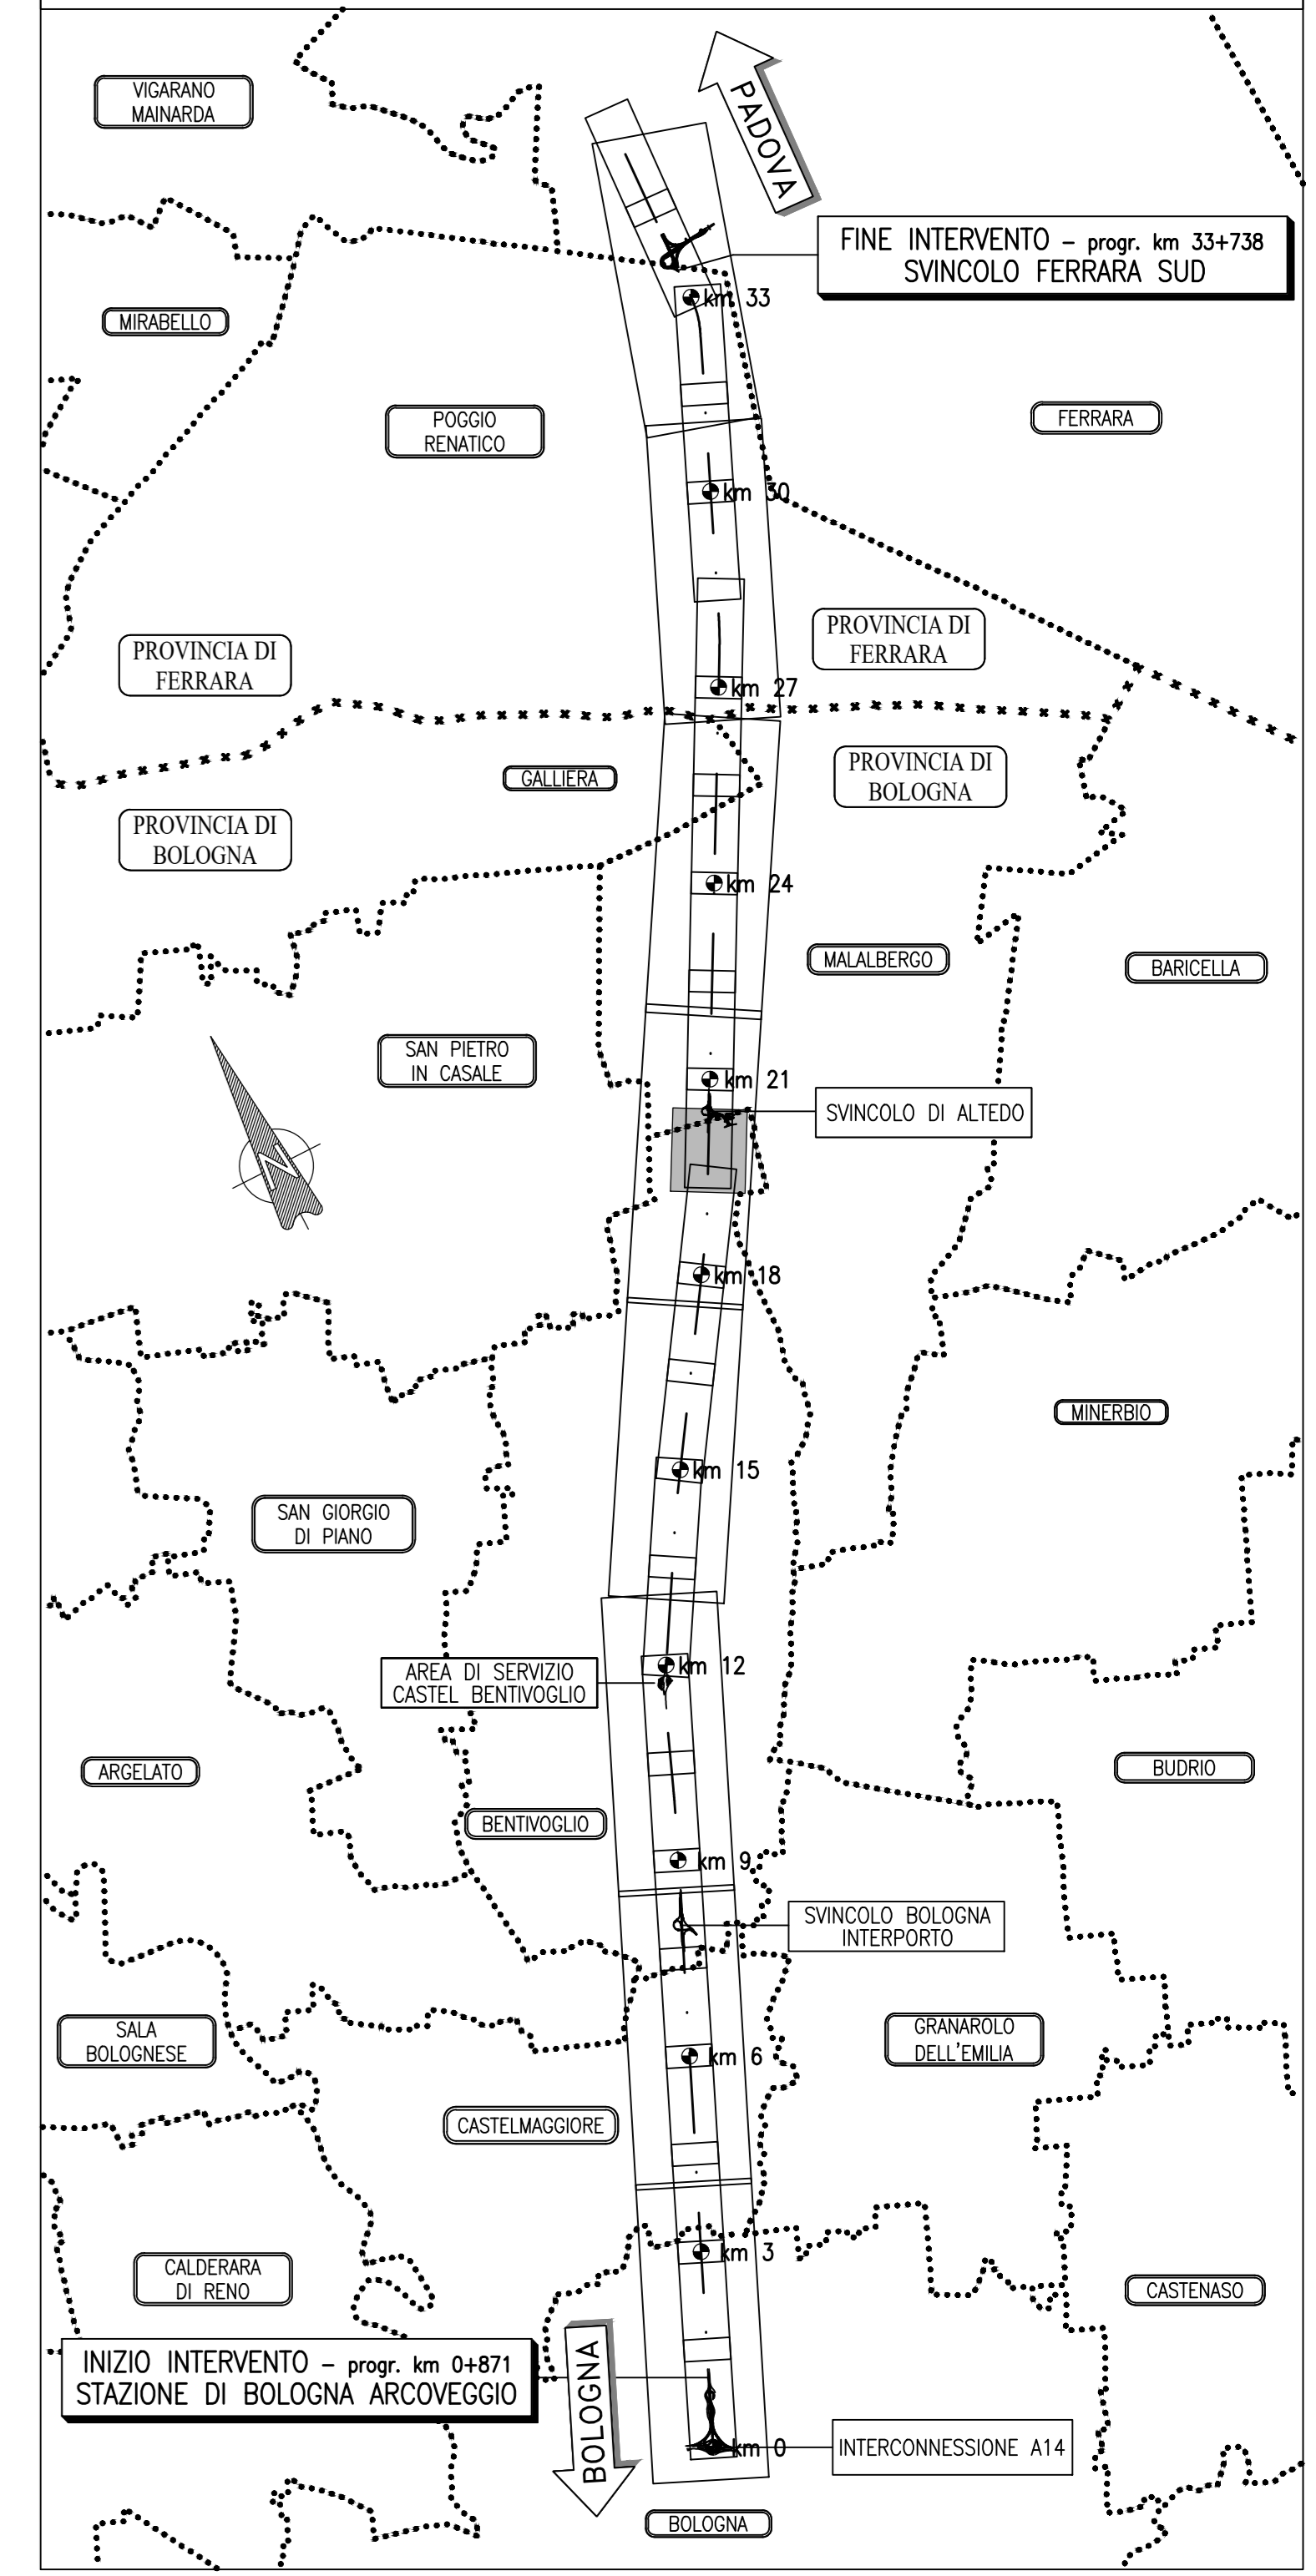 VIGARANO
MAINARDA
PADOVA
FINE INTERVENTO – progr. km 33+738
SVINCOLO FERRARA SUD
km 33
MIRABELLO
POGGIO
RENATICO
FERRARA
km 30
PROVINCIA DI
FERRARA
PROVINCIA DI
FERRARA
km 27
GALLIERA
PROVINCIA DI
BOLOGNA
PROVINCIA DI
BOLOGNA
km 24
MALALBERGO
BARICELLA
SAN PIETRO
IN CASALE
km 21
SVINCOLO DI ALTEDO
N
km 18
MINERBIO
km 15
SAN GIORGIO
DI PIANO
AREA DI SERVIZIO
CASTEL BENTIVOGLIO
km 12
ARGELATO
BUDRIO
BENTIVOGLIO
km 9
SVINCOLO BOLOGNA
INTERPORTO
SALA
BOLOGNESE
GRANAROLO
DELL'EMILIA
km 6
CASTELMAGGIORE
km 3
CALDERARA
DI RENO
CASTENASO
INIZIO INTERVENTO – progr. km 0+871
STAZIONE DI BOLOGNA ARCOVEGGIO
BOLOGNA
km 0
INTERCONNESSIONE A14
BOLOGNA